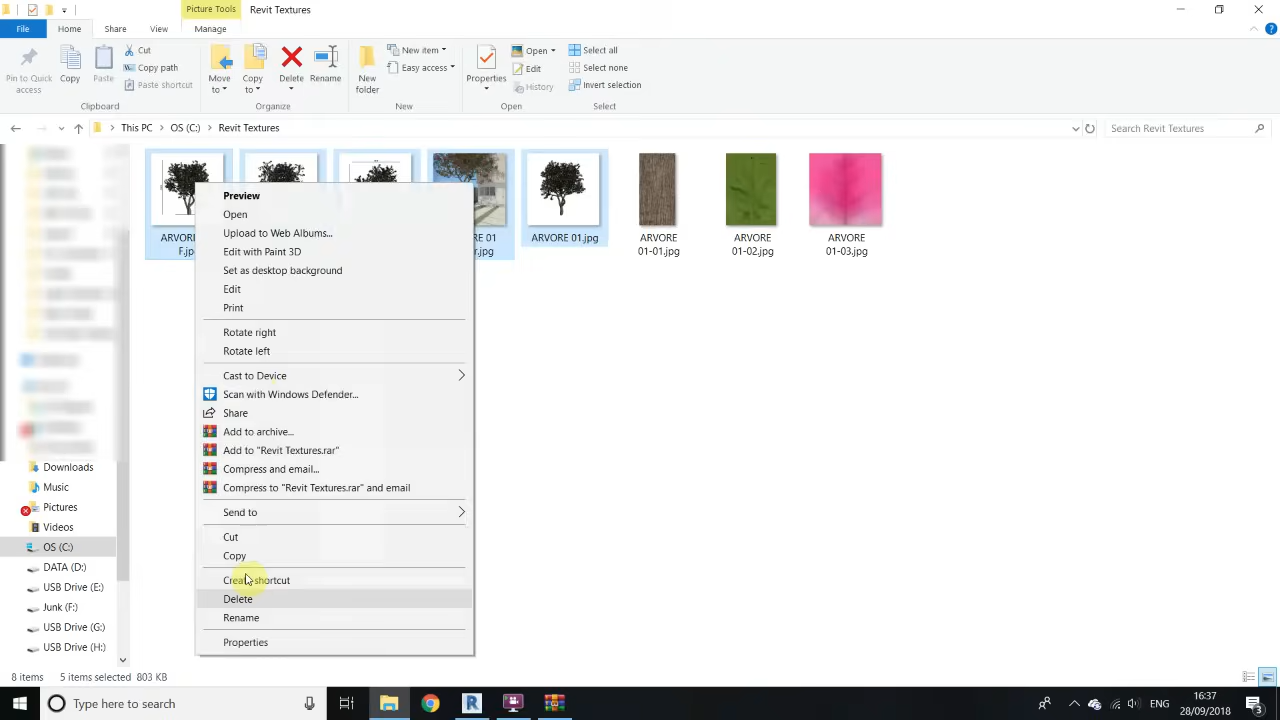 Picture Tools
Revit Textures
File
Home
Share
View
Manage
Pin to Quick access
Copy
Paste
Cut
Copy path
Paste shortcut
Clipboard
Move to
Copy to
Delete
Rename
Organize
New folder
New item
Easy access
New
Properties
Open
Edit
History
Open
Select all
Select none
Invert selection
Select
This PC > OS (C:) > Revit Textures
Search Revit Textures
ARVORE 01.jpg
ARVORE
01-01.jpg
ARVORE
01-02.jpg
ARVORE
01-03.jpg
Preview
Open
Upload to Web Albums...
Edit with Paint 3D
Set as desktop background
Edit
Print
Rotate right
Rotate left
Cast to Device
Scan with Windows Defender...
Share
Add to archive...
Add to "Revit Textures.rar"
Compress and email...
Compress to "Revit Textures.rar" and email
Send to
Cut
Copy
Create shortcut
Delete
Rename
Properties
Downloads
Music
Pictures
Videos
OS (C:)
DATA (D:)
USB Drive (E:)
Junk (F:)
USB Drive (G:)
USB Drive (H:)
8 items
5 items selected 803 KB
Type here to search
ENG
16:37
28/09/2018
3